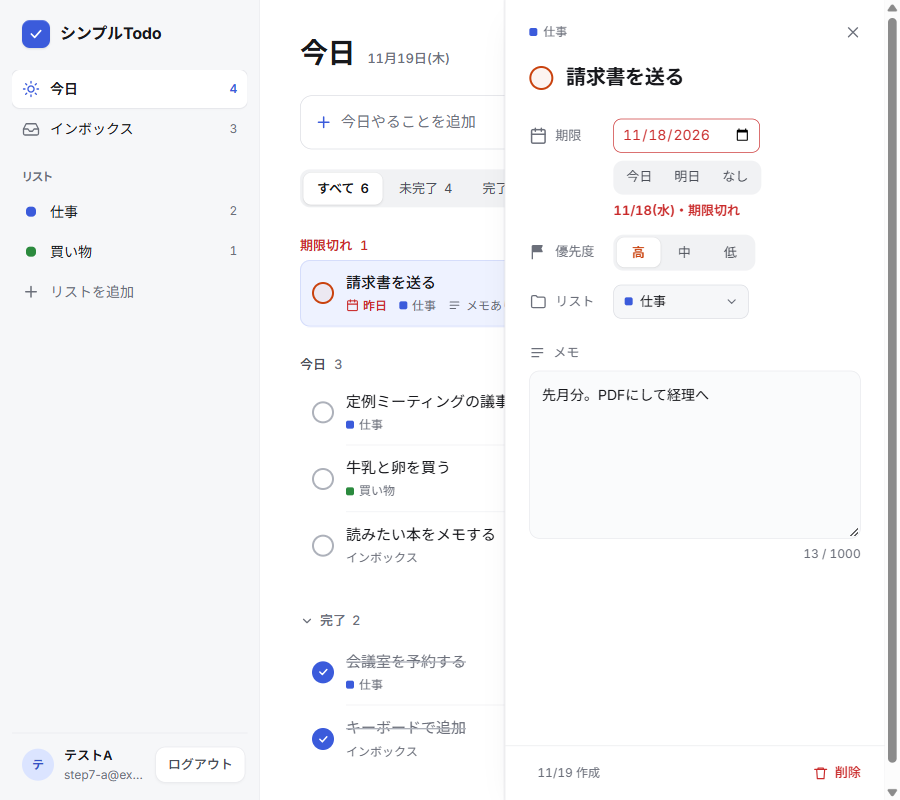 シンプルTodo
今日 4
インボックス 3
リスト
仕事 2
買い物 1
リストを追加
テ
テストA
step7-a@ex...
ログアウト
今日 11月19日(木)
今日やることを追加
すべて 6 未完了 4 完了
期限切れ 1
請求書を送る
昨日 仕事 メモあ
今日 3
定例ミーティングの議事
仕事
牛乳と卵を買う
買い物
読みたい本をメモする
インボックス
完了 2
会議室を予約する
仕事
キーボードで追加
インボックス
仕事
請求書を送る
期限 11/18/2026
今日 明日 なし
11/18(水)・期限切れ
優先度 高 中 低
リスト 仕事
メモ
先月分。PDFにして経理へ
13 / 1000
11/19 作成 削除